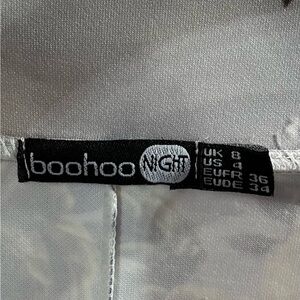 boohoo NIGHT
UK 8
US 4
EUFR 36
EUDE 34